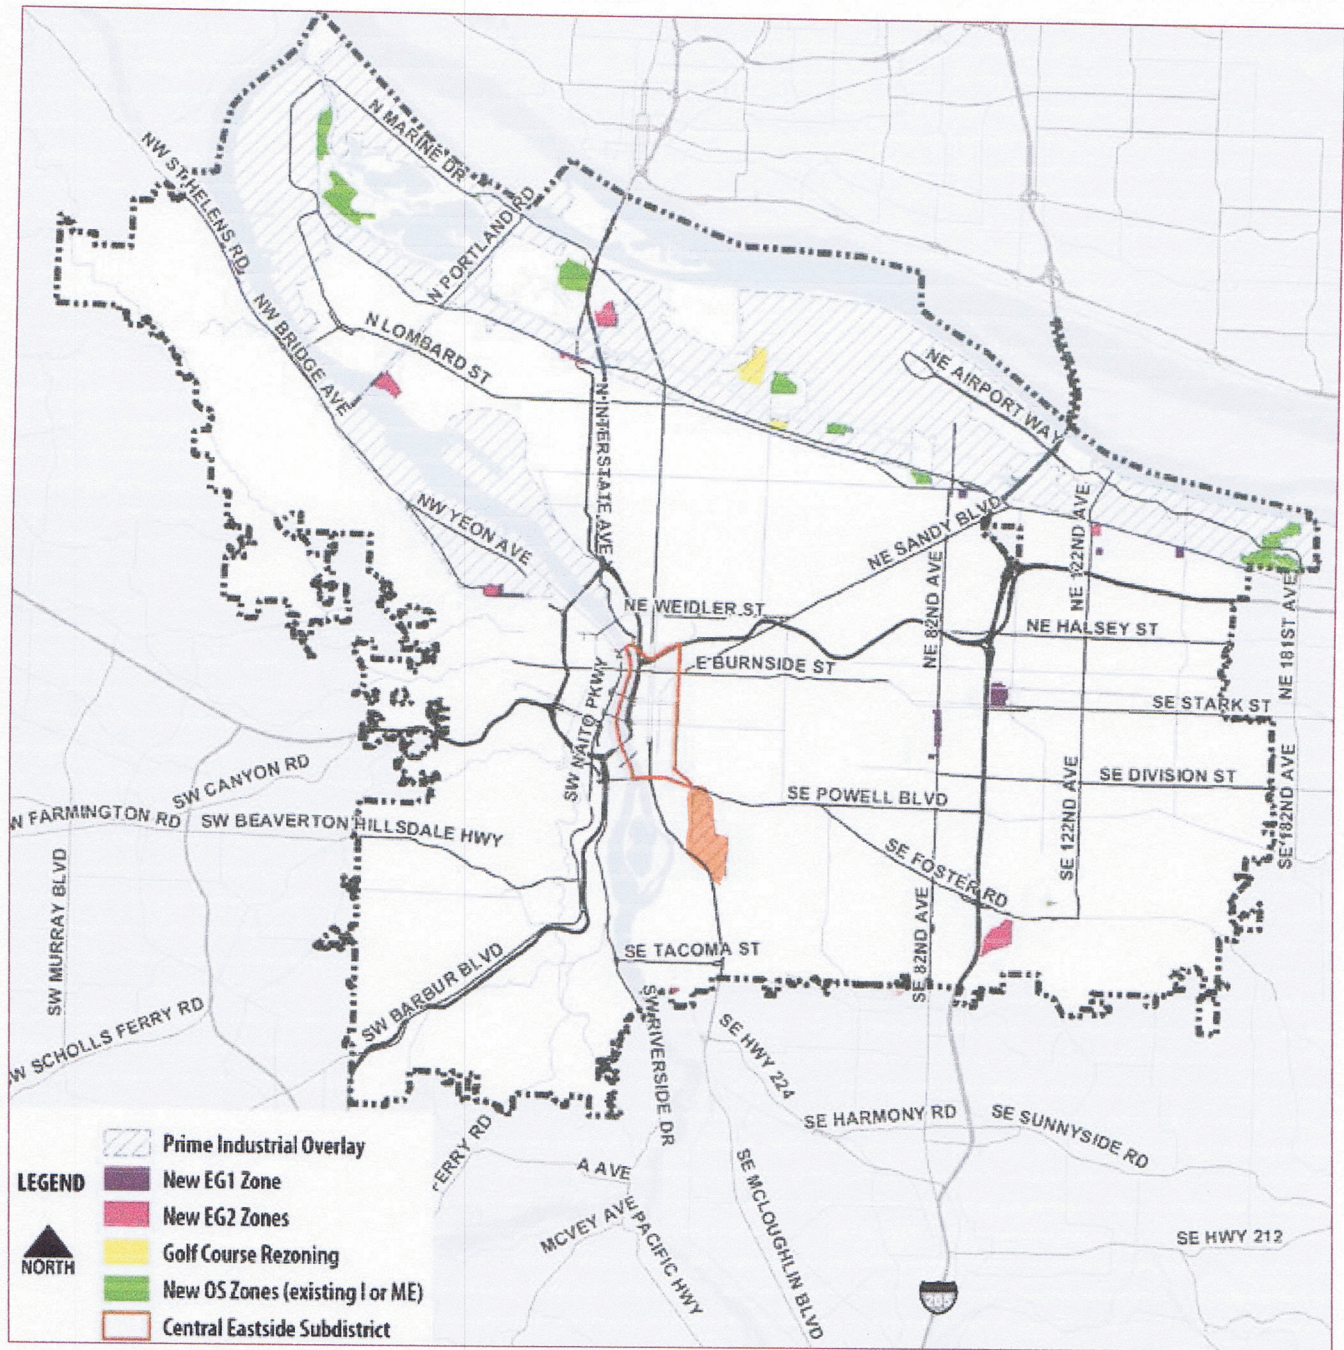 N MARINE DR
NW ST HELENS RD
N PORTLAND RD
NW BRIDGE AVE
N LOMBARD ST
NE AIRPORT WAY
N INTERSTATE AVE
NW YEON AVE
NE SANDY BLVD
NE 122ND AVE
NE 82ND AVE
NE WEIDLER ST
NE HALSEY ST
NE 181ST AVE
E BURNSIDE ST
SW NAITO PKWY
SE STARK ST
SW CANYON RD
SE DIVISION ST
SE POWELL BLVD
SE 122ND AVE
SE 182ND AVE
W FARMINGTON RD
SW BEAVERTON HILLSDALE HWY
SE FOSTER RD
SW MURRAY BLVD
SE 82ND AVE
SE TACOMA ST
SW BARBUR BLVD
SW SCHOLLS FERRY RD
SW RIVERSIDE DR
SE HWY 224
SE HARMONY RD
SE SUNNYSIDE RD
FERRY RD
A AVE
MCVEY AVE
PACIFIC HWY
SE MCLOUGHLIN BLVD
SE HWY 212
205
LEGEND
NORTH
Prime Industrial Overlay
New EG1 Zone
New EG2 Zones
Golf Course Rezoning
New OS Zones (existing I or ME)
Central Eastside Subdistrict